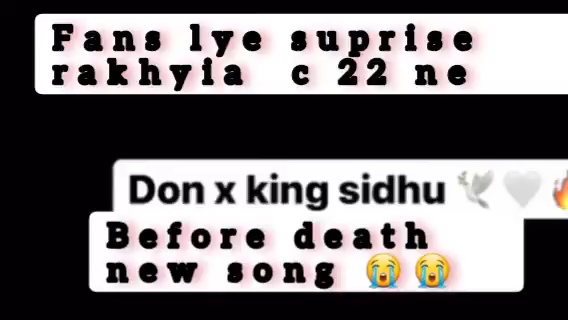 Fans lye suprise
rakhyia c 22 ne
Don x king sidhu 🕊️🤍🔥
Before death
new song 😭😭